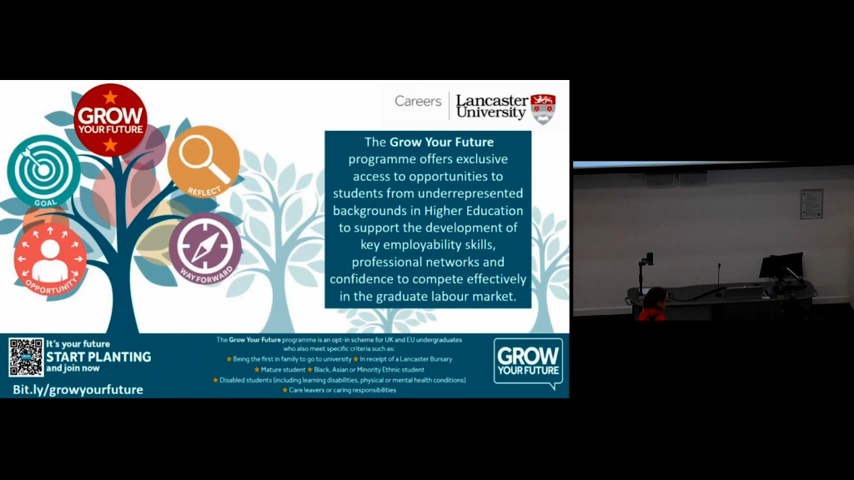 GROW
YOUR FUTURE
GOAL
REFLECT
OPPORTUNITY
WAY FORWARD
Careers
Lancaster
University
The Grow Your Future
programme offers exclusive
access to opportunities to
students from underrepresented
backgrounds in Higher Education
to support the development of
key employability skills,
professional networks and
confidence to compete effectively
in the graduate labour market.
It's your future
START PLANTING
and join now
Bit.ly/growyourfuture
The Grow Your Future programme is an opt-in scheme for UK and EU undergraduates
who also meet specific criteria such as:
★ Being the first in family to go to university ★ In receipt of a Lancaster Bursary
★ Mature student ★ Black, Asian or Minority Ethnic student
★ Disabled students (including learning disabilities, physical or mental health conditions)
★ Care leavers or caring responsibilities
GROW
YOUR FUTURE